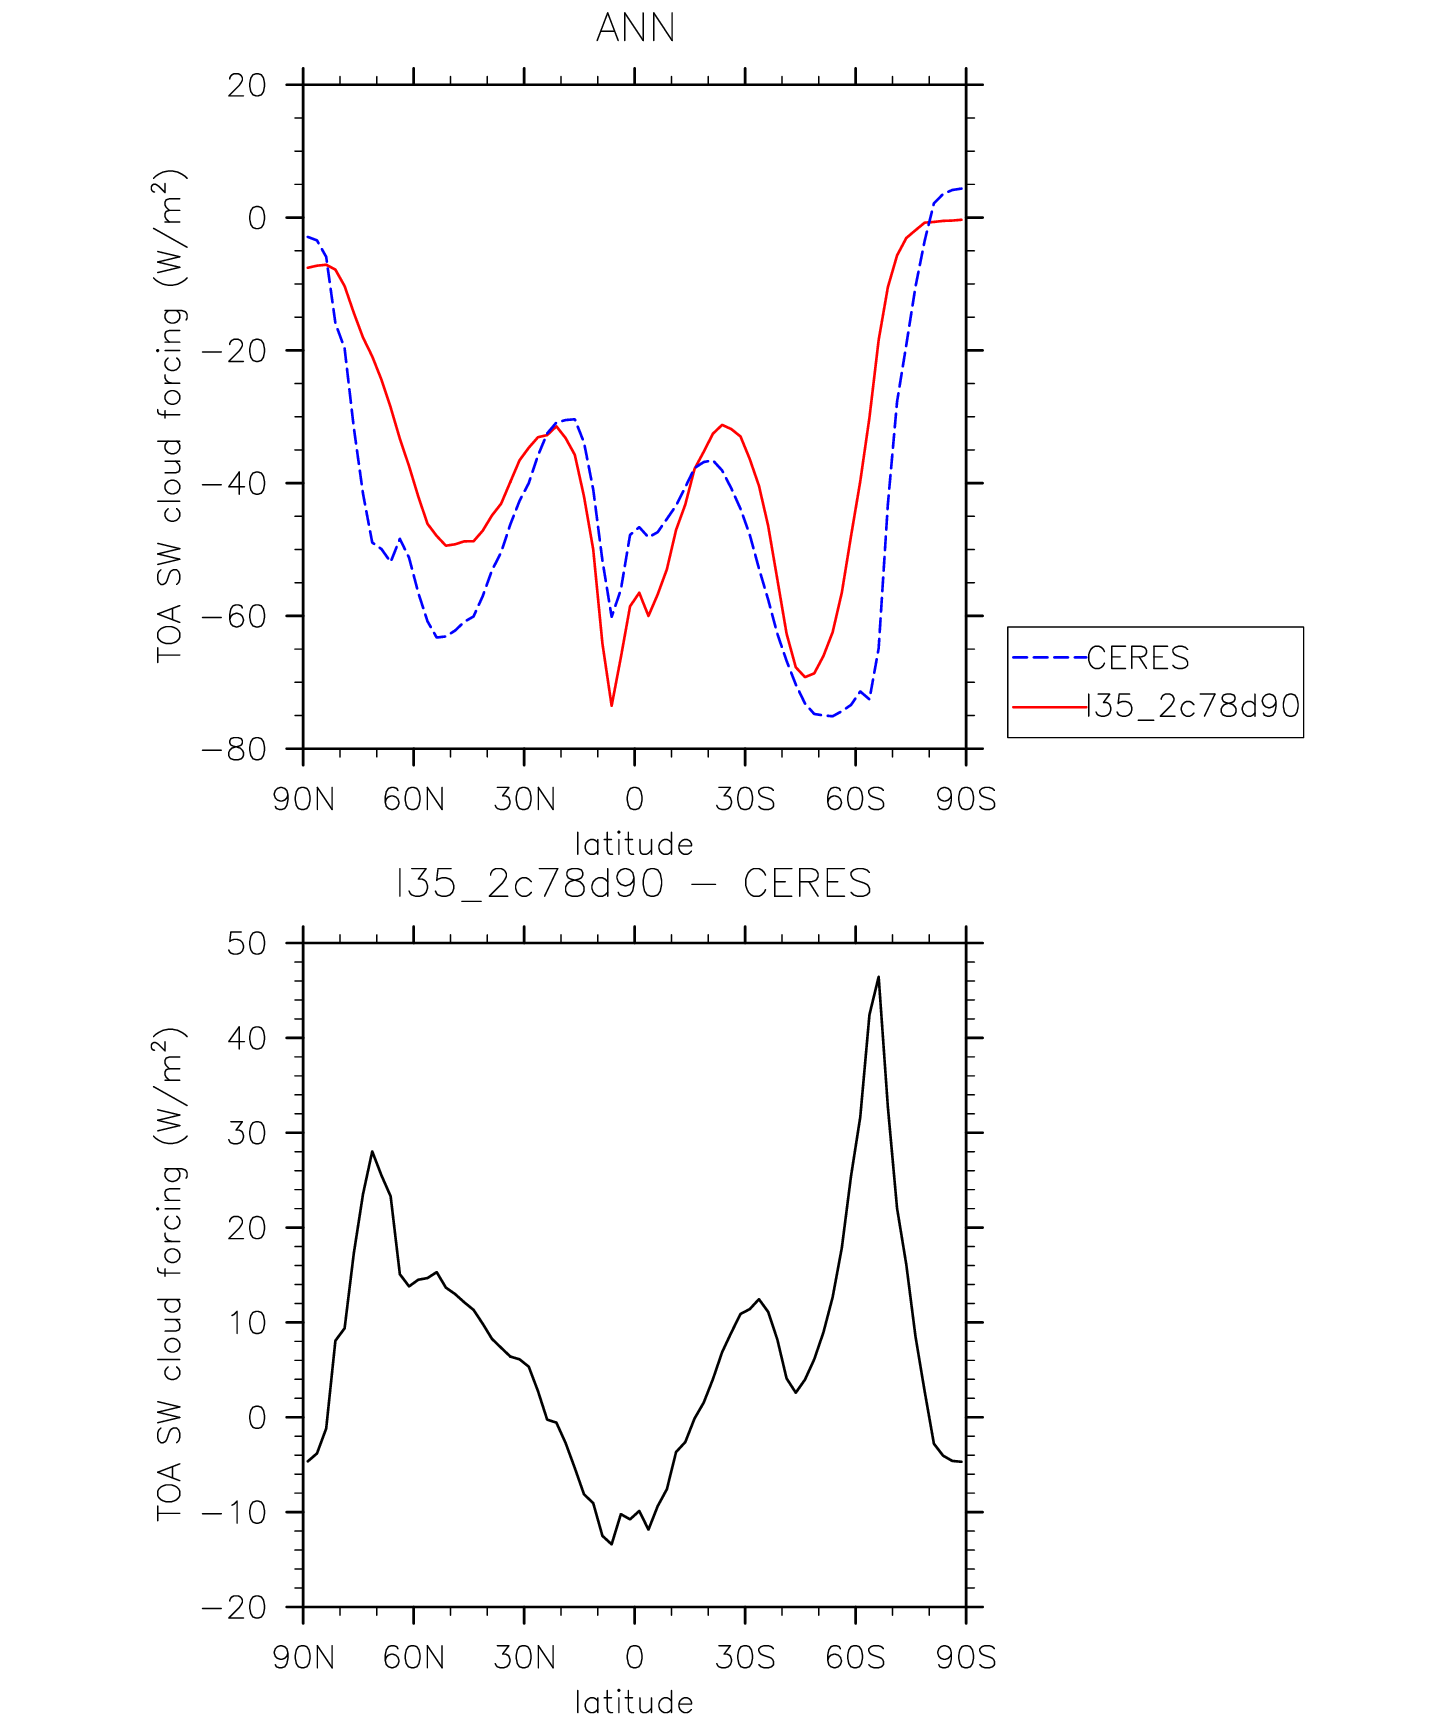 ANN
TOA SW cloud forcing (W/m²)
20
0
−20
−40
−60
−80
90N 60N 30N 0 30S 60S 90S
latitude
CERES
I35_2c78d90
I35_2c78d90 − CERES
TOA SW cloud forcing (W/m²)
50
40
30
20
10
0
−10
−20
90N 60N 30N 0 30S 60S 90S
latitude